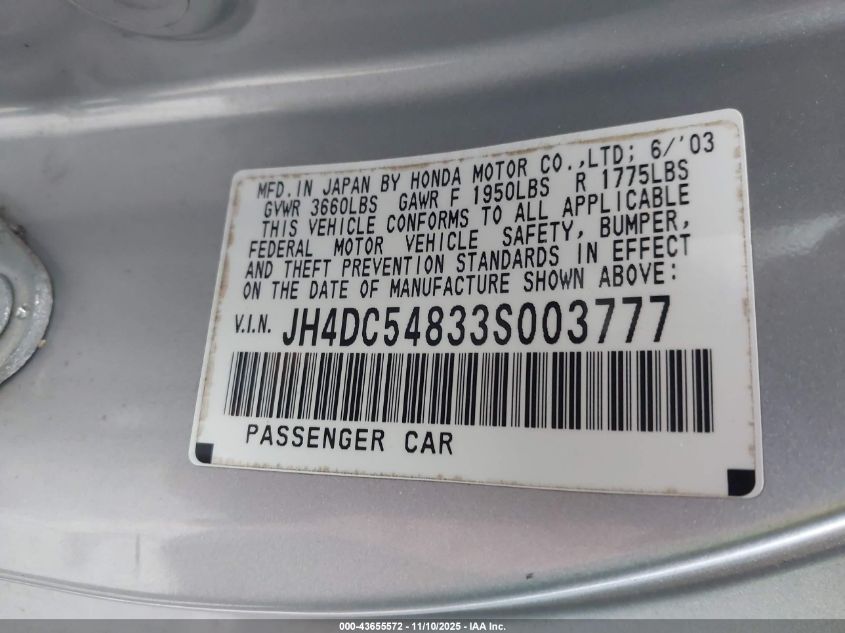 MFD. IN JAPAN BY HONDA MOTOR CO., LTD; 6/'03
GVWR 3660LBS GAWR F 1950LBS R 1775LBS
THIS VEHICLE CONFORMS TO ALL APPLICABLE
FEDERAL MOTOR VEHICLE SAFETY, BUMPER,
AND THEFT PREVENTION STANDARDS IN EFFECT
ON THE DATE OF MANUFACTURE SHOWN ABOVE:
V.I.N. JH4DC54833S003777
PASSENGER CAR
000-43655572 - 11/10/2025 - IAA Inc.